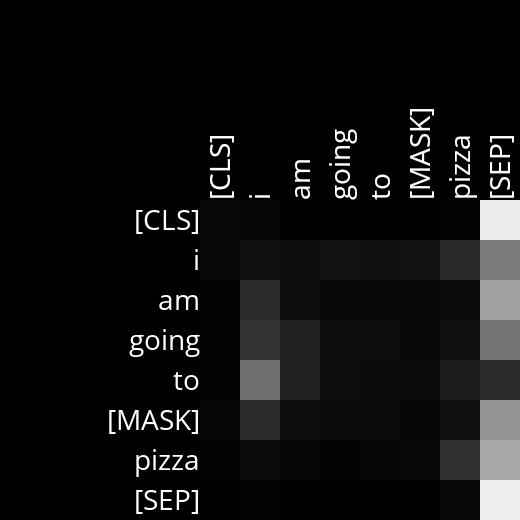 [CLS]
i
am
going
to
[MASK]
pizza
[SEP]
[CLS]
i
am
going
to
[MASK]
pizza
[SEP]